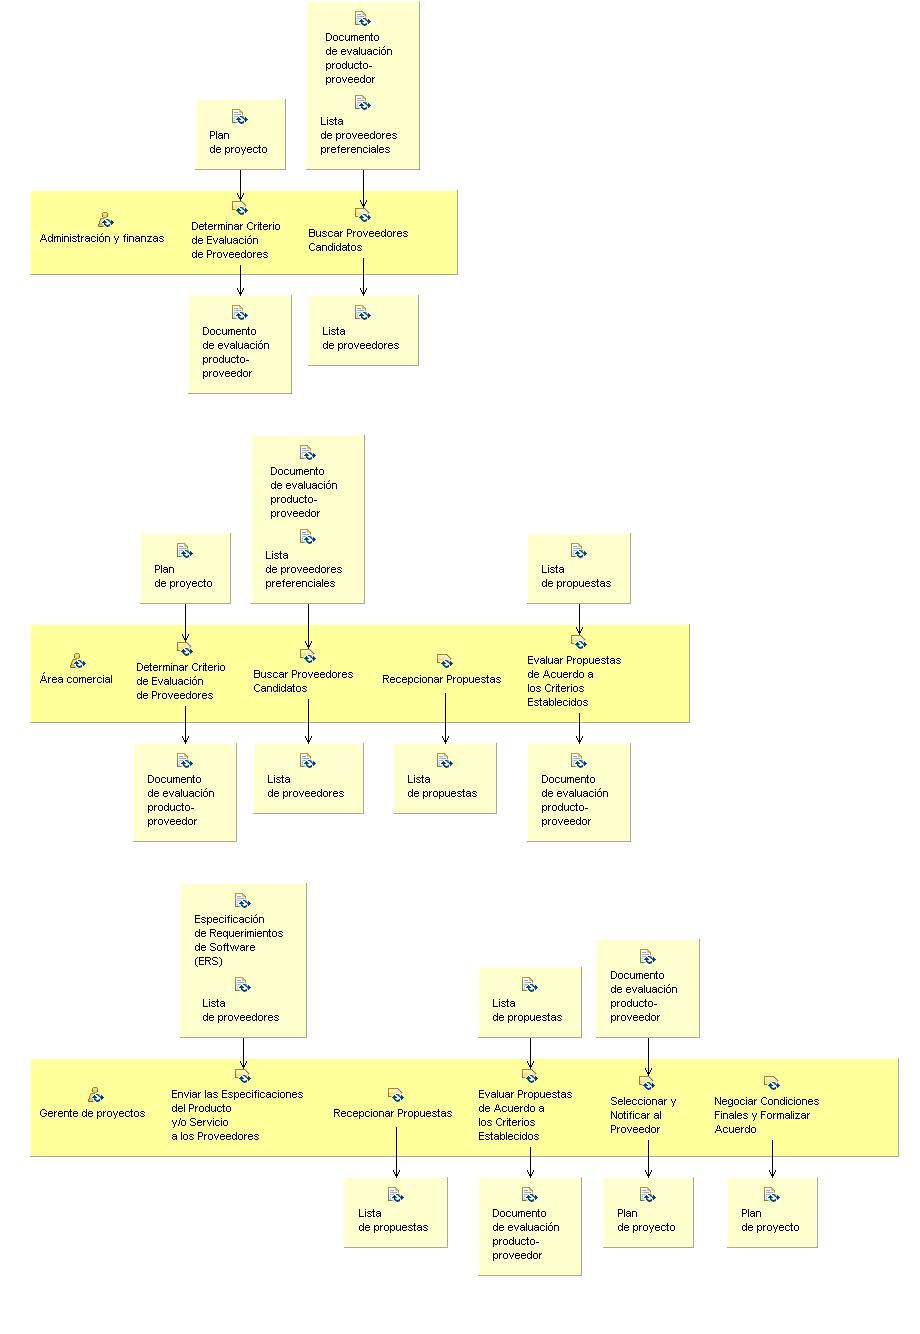 Documento
de evaluación
producto-
proveedor
Lista
de proveedores
preferenciales
Plan
de proyecto
Administración y finanzas
Determinar Criterio
de Evaluación
de Proveedores
Buscar Proveedores
Candidatos
Documento
de evaluación
producto-
proveedor
Lista
de proveedores
Documento
de evaluación
producto-
proveedor
Lista
de proveedores
preferenciales
Plan
de proyecto
Lista
de propuestas
Área comercial
Determinar Criterio
de Evaluación
de Proveedores
Buscar Proveedores
Candidatos
Recepcionar Propuestas
Evaluar Propuestas
de Acuerdo a
los Criterios
Establecidos
Documento
de evaluación
producto-
proveedor
Lista
de proveedores
Lista
de propuestas
Documento
de evaluación
producto-
proveedor
Especificación
de Requerimientos
de Software
(ERS)
Lista
de proveedores
Lista
de propuestas
Documento
de evaluación
producto-
proveedor
Gerente de proyectos
Enviar las Especificaciones
del Producto
y/o Servicio
a los Proveedores
Recepcionar Propuestas
Evaluar Propuestas
de Acuerdo a
los Criterios
Establecidos
Seleccionar y
Notificar al
Proveedor
Negociar Condiciones
Finales y Formalizar
Acuerdo
Lista
de propuestas
Documento
de evaluación
producto-
proveedor
Plan
de proyecto
Plan
de proyecto